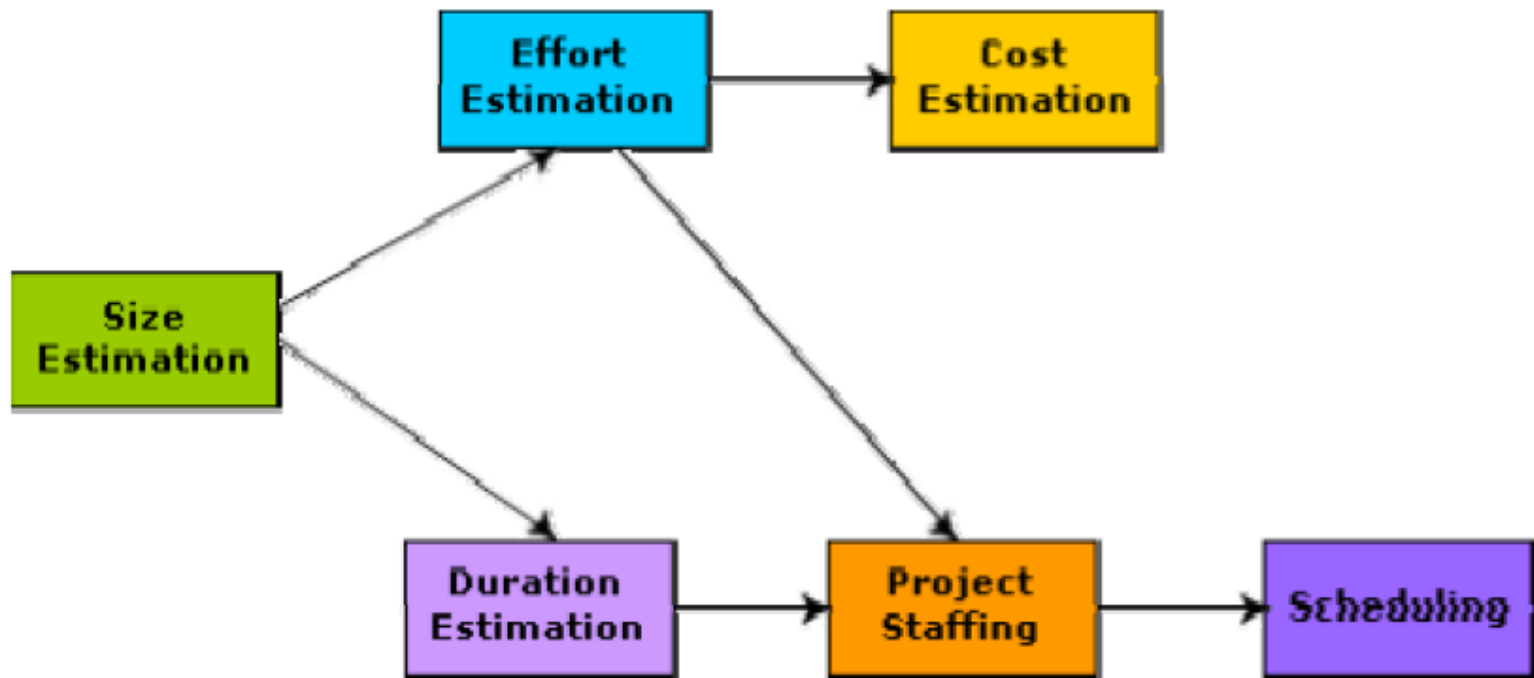 Effort
Estimation
Cost
Estimation
Size
Estimation
Duration
Estimation
Project
Staffing
Scheduling